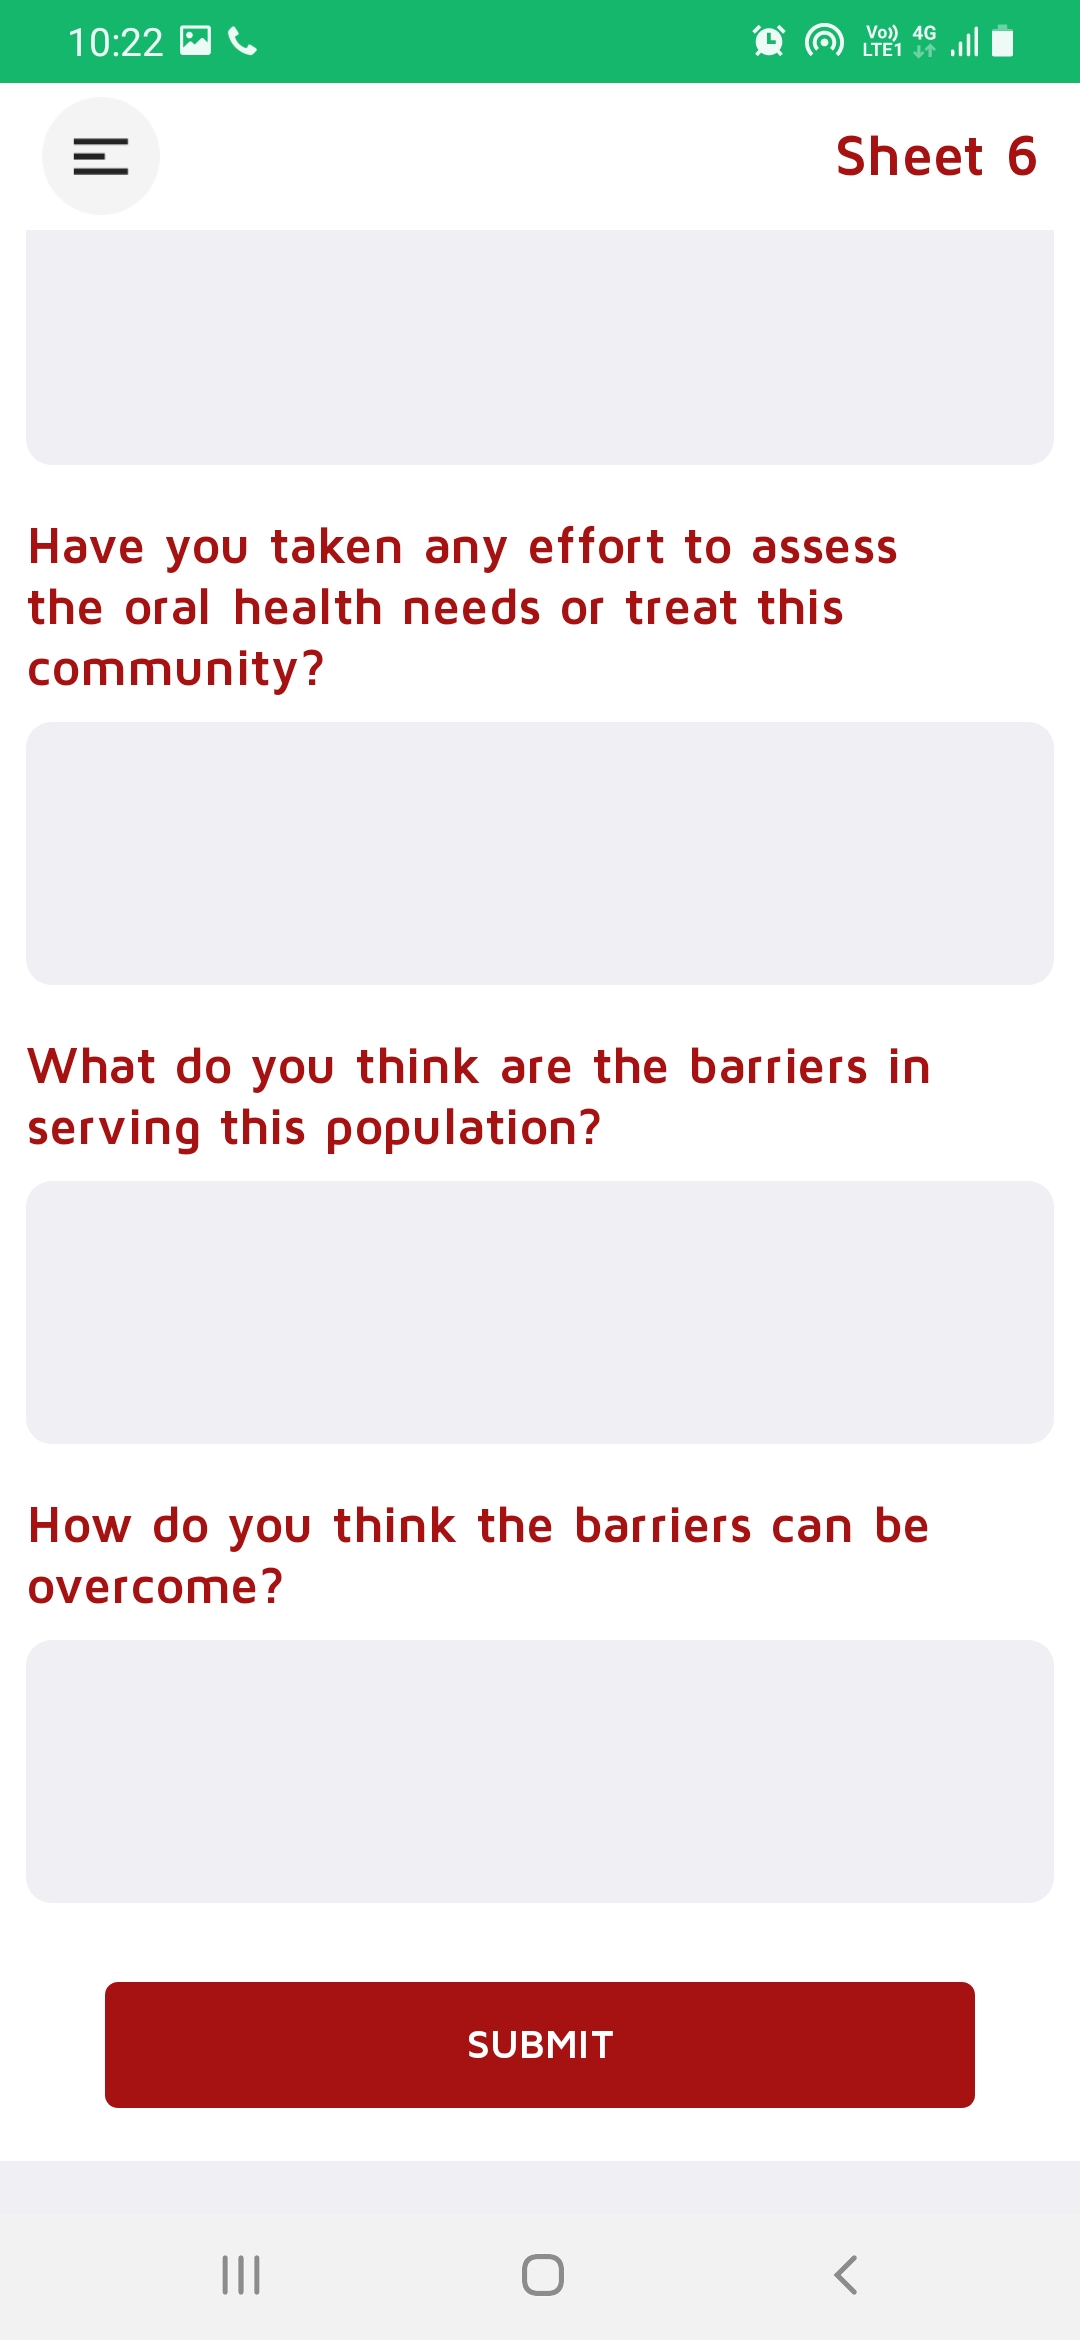 10:22
Vo)) 4G
LTE1
Sheet 6
Have you taken any effort to assess
the oral health needs or treat this
community?
What do you think are the barriers in
serving this population?
How do you think the barriers can be
overcome?
SUBMIT